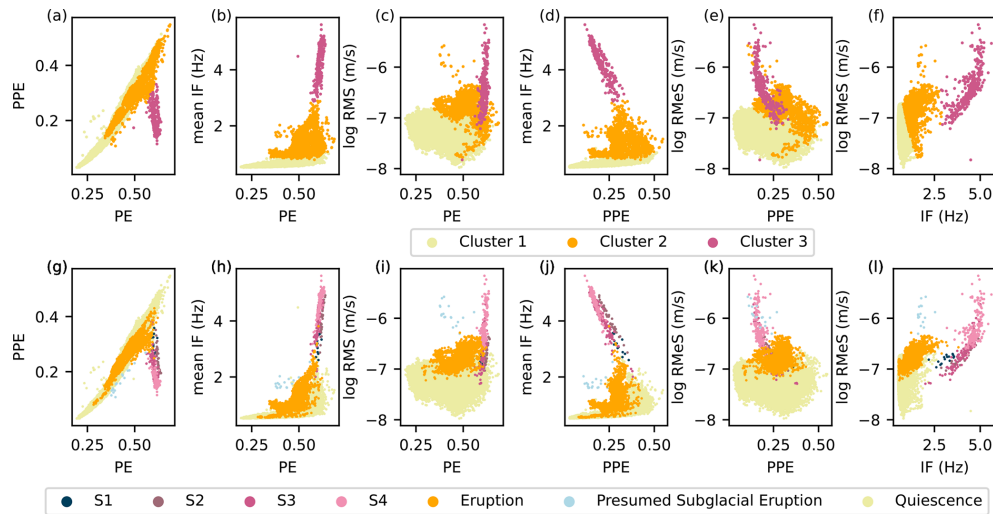 (a) (b) (c) (d) (e) (f)
PPE
0.4
0.2
0.25 0.50
PE
mean IF (Hz)
4
2
0.25 0.50
PE
log RMS (m/s)
−6
−7
−8
0.25 0.50
PE
mean IF (Hz)
4
2
0.25 0.50
PPE
log RMeS (m/s)
−6
−7
−8
0.25 0.50
PPE
log RMeS (m/s)
−6
−7
−8
2.5 5.0
IF (Hz)
Cluster 1 Cluster 2 Cluster 3
(g) (h) (i) (j) (k) (l)
PPE
0.4
0.2
0.25 0.50
PE
mean IF (Hz)
4
2
0.25 0.50
PE
log RMS (m/s)
−6
−7
−8
0.25 0.50
PE
mean IF (Hz)
4
2
0.25 0.50
PPE
log RMeS (m/s)
−6
−7
−8
0.25 0.50
PPE
log RMeS (m/s)
−6
−7
−8
2.5 5.0
IF (Hz)
S1 S2 S3 S4 Eruption Presumed Subglacial Eruption Quiescence